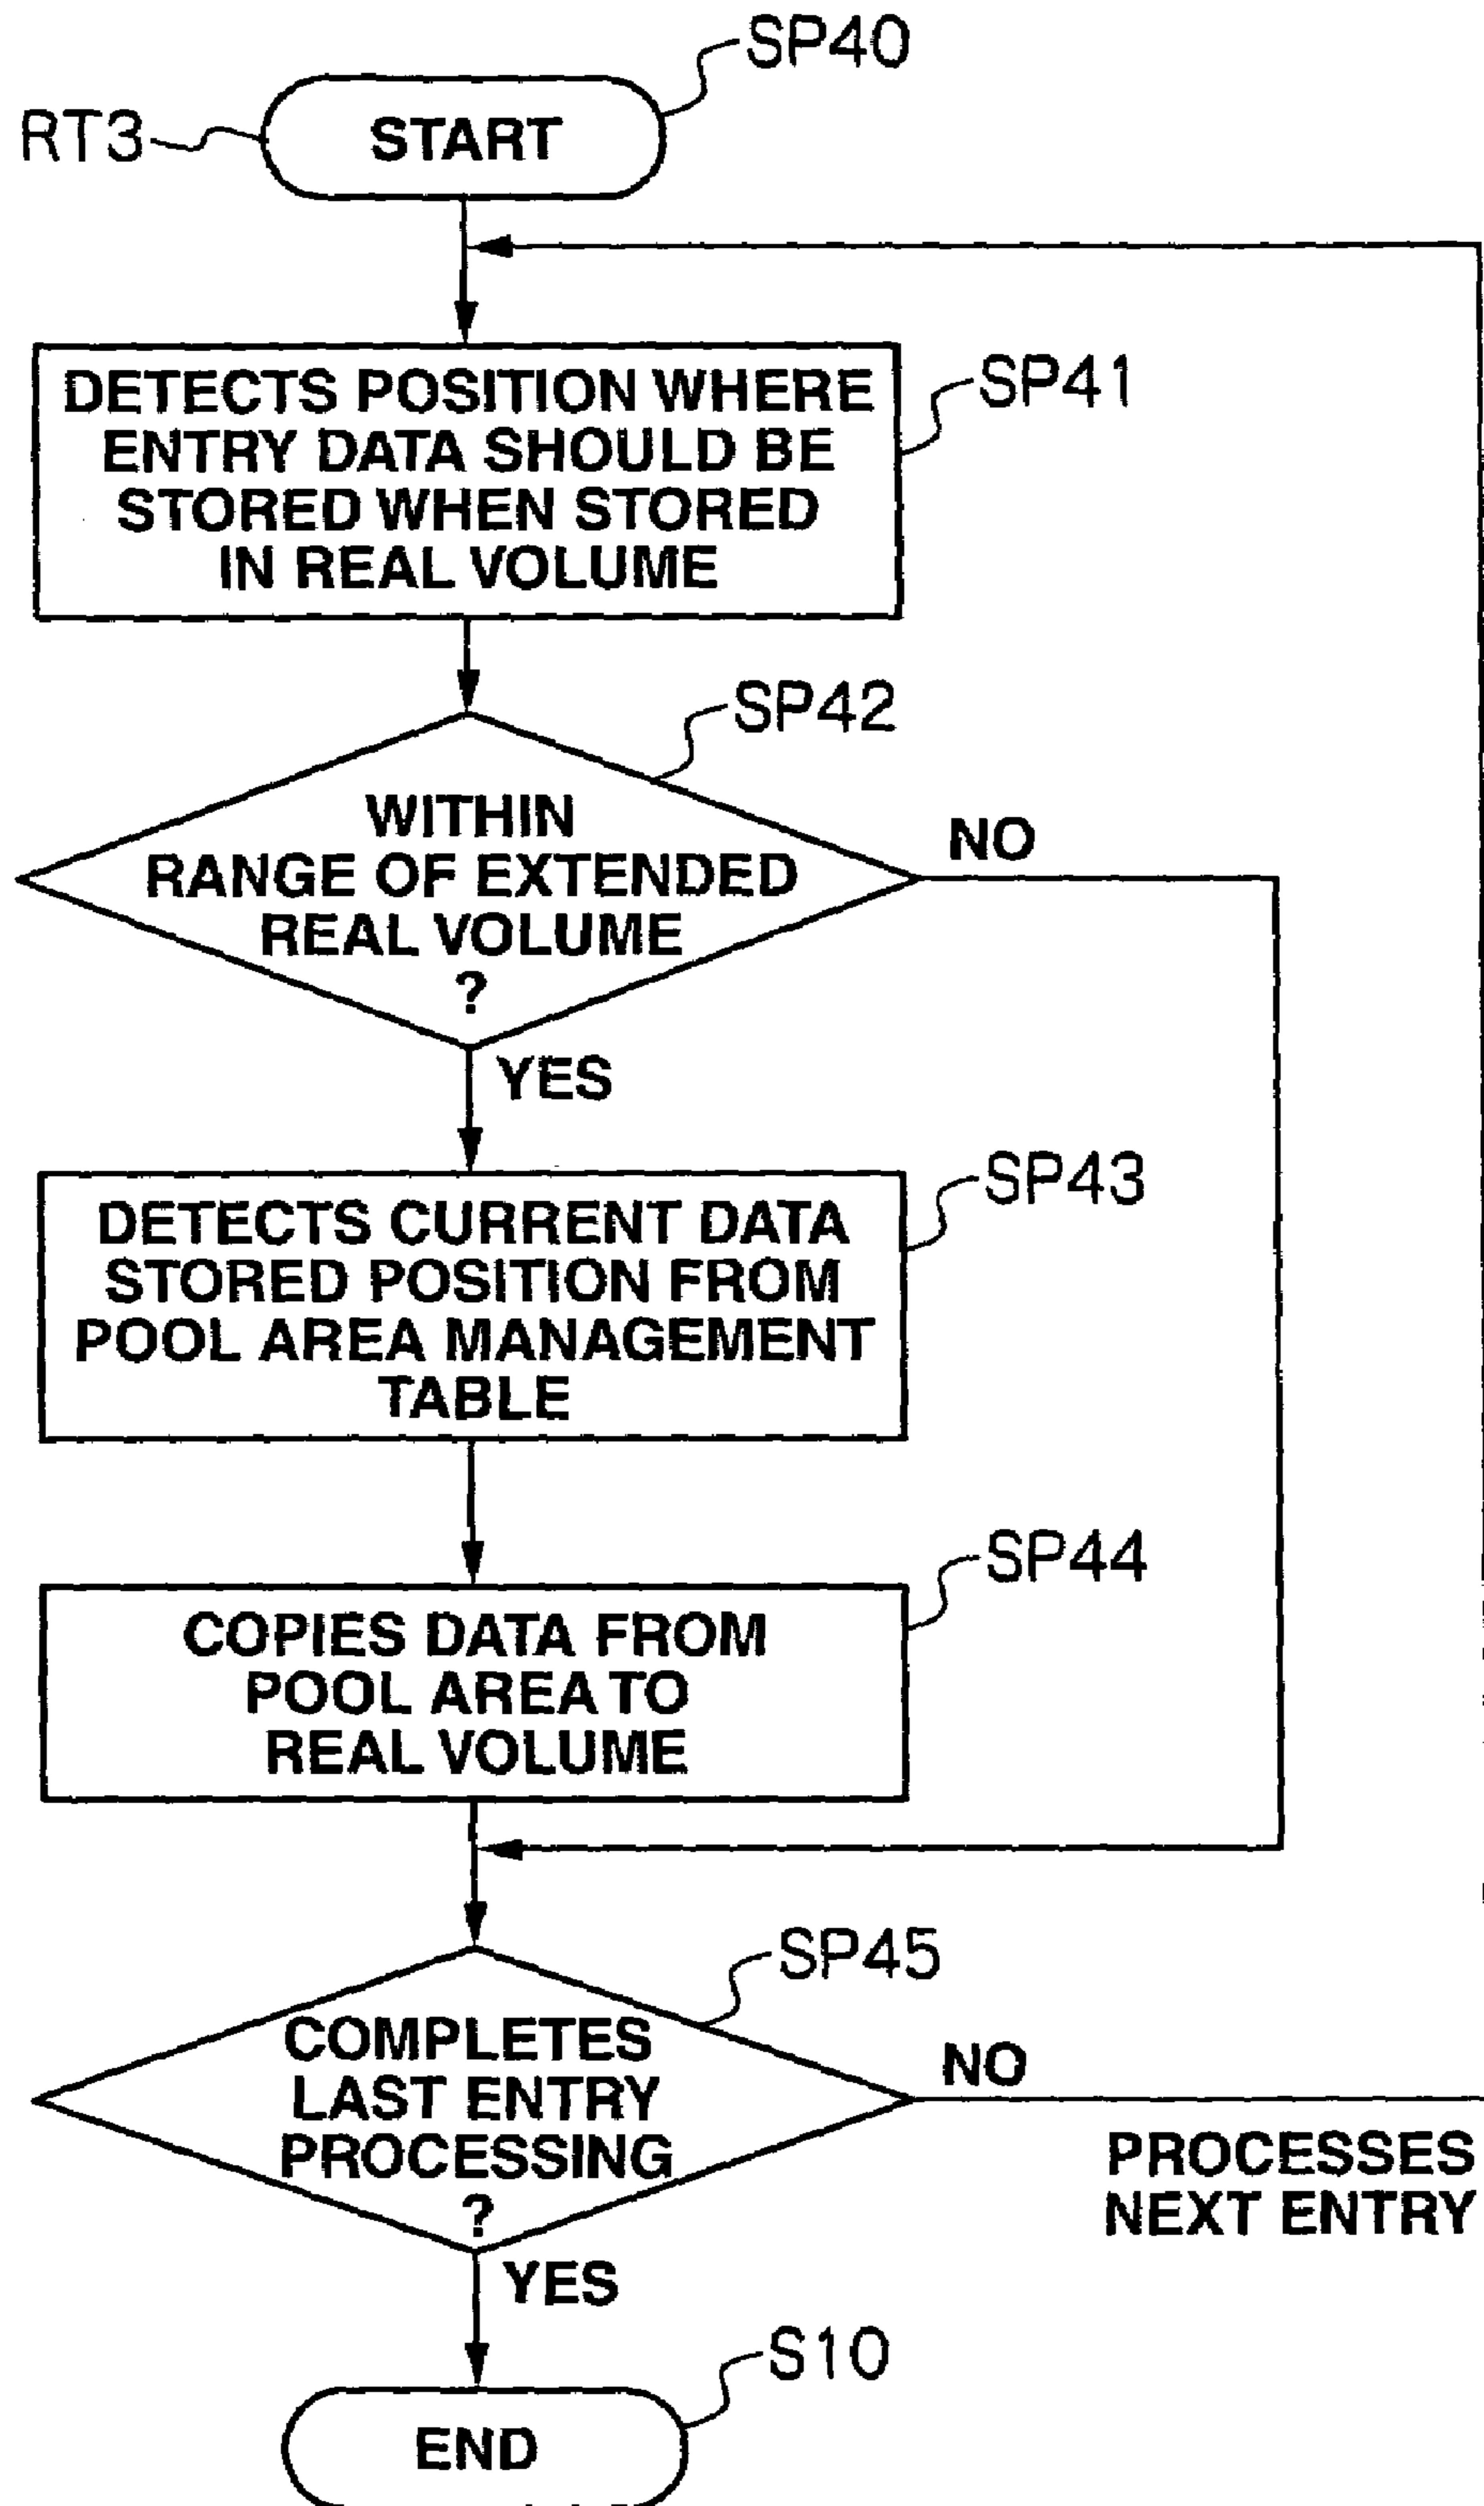 SP40
RT3
START
DETECTS POSITION WHERE
ENTRY DATA SHOULD BE
STORED WHEN STORED
IN REAL VOLUME
SP41
SP42
WITHIN
RANGE OF EXTENDED
REAL VOLUME
?
NO
YES
SP43
DETECTS CURRENT DATA
STORED POSITION FROM
POOL AREA MANAGEMENT
TABLE
SP44
COPIES DATA FROM
POOL AREA TO
REAL VOLUME
SP45
COMPLETES
LAST ENTRY
PROCESSING
?
NO
PROCESSES
NEXT ENTRY
YES
S10
END